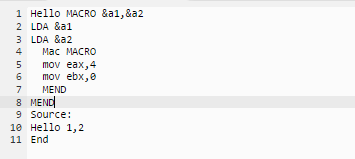 1 Hello MACRO &a1,&a2
2 LDA &a1
3 LDA &a2
4 Mac MACRO
5 mov eax,4
6 mov ebx,0
7 MEND
8 MEND
9 Source:
10 Hello 1,2
11 End